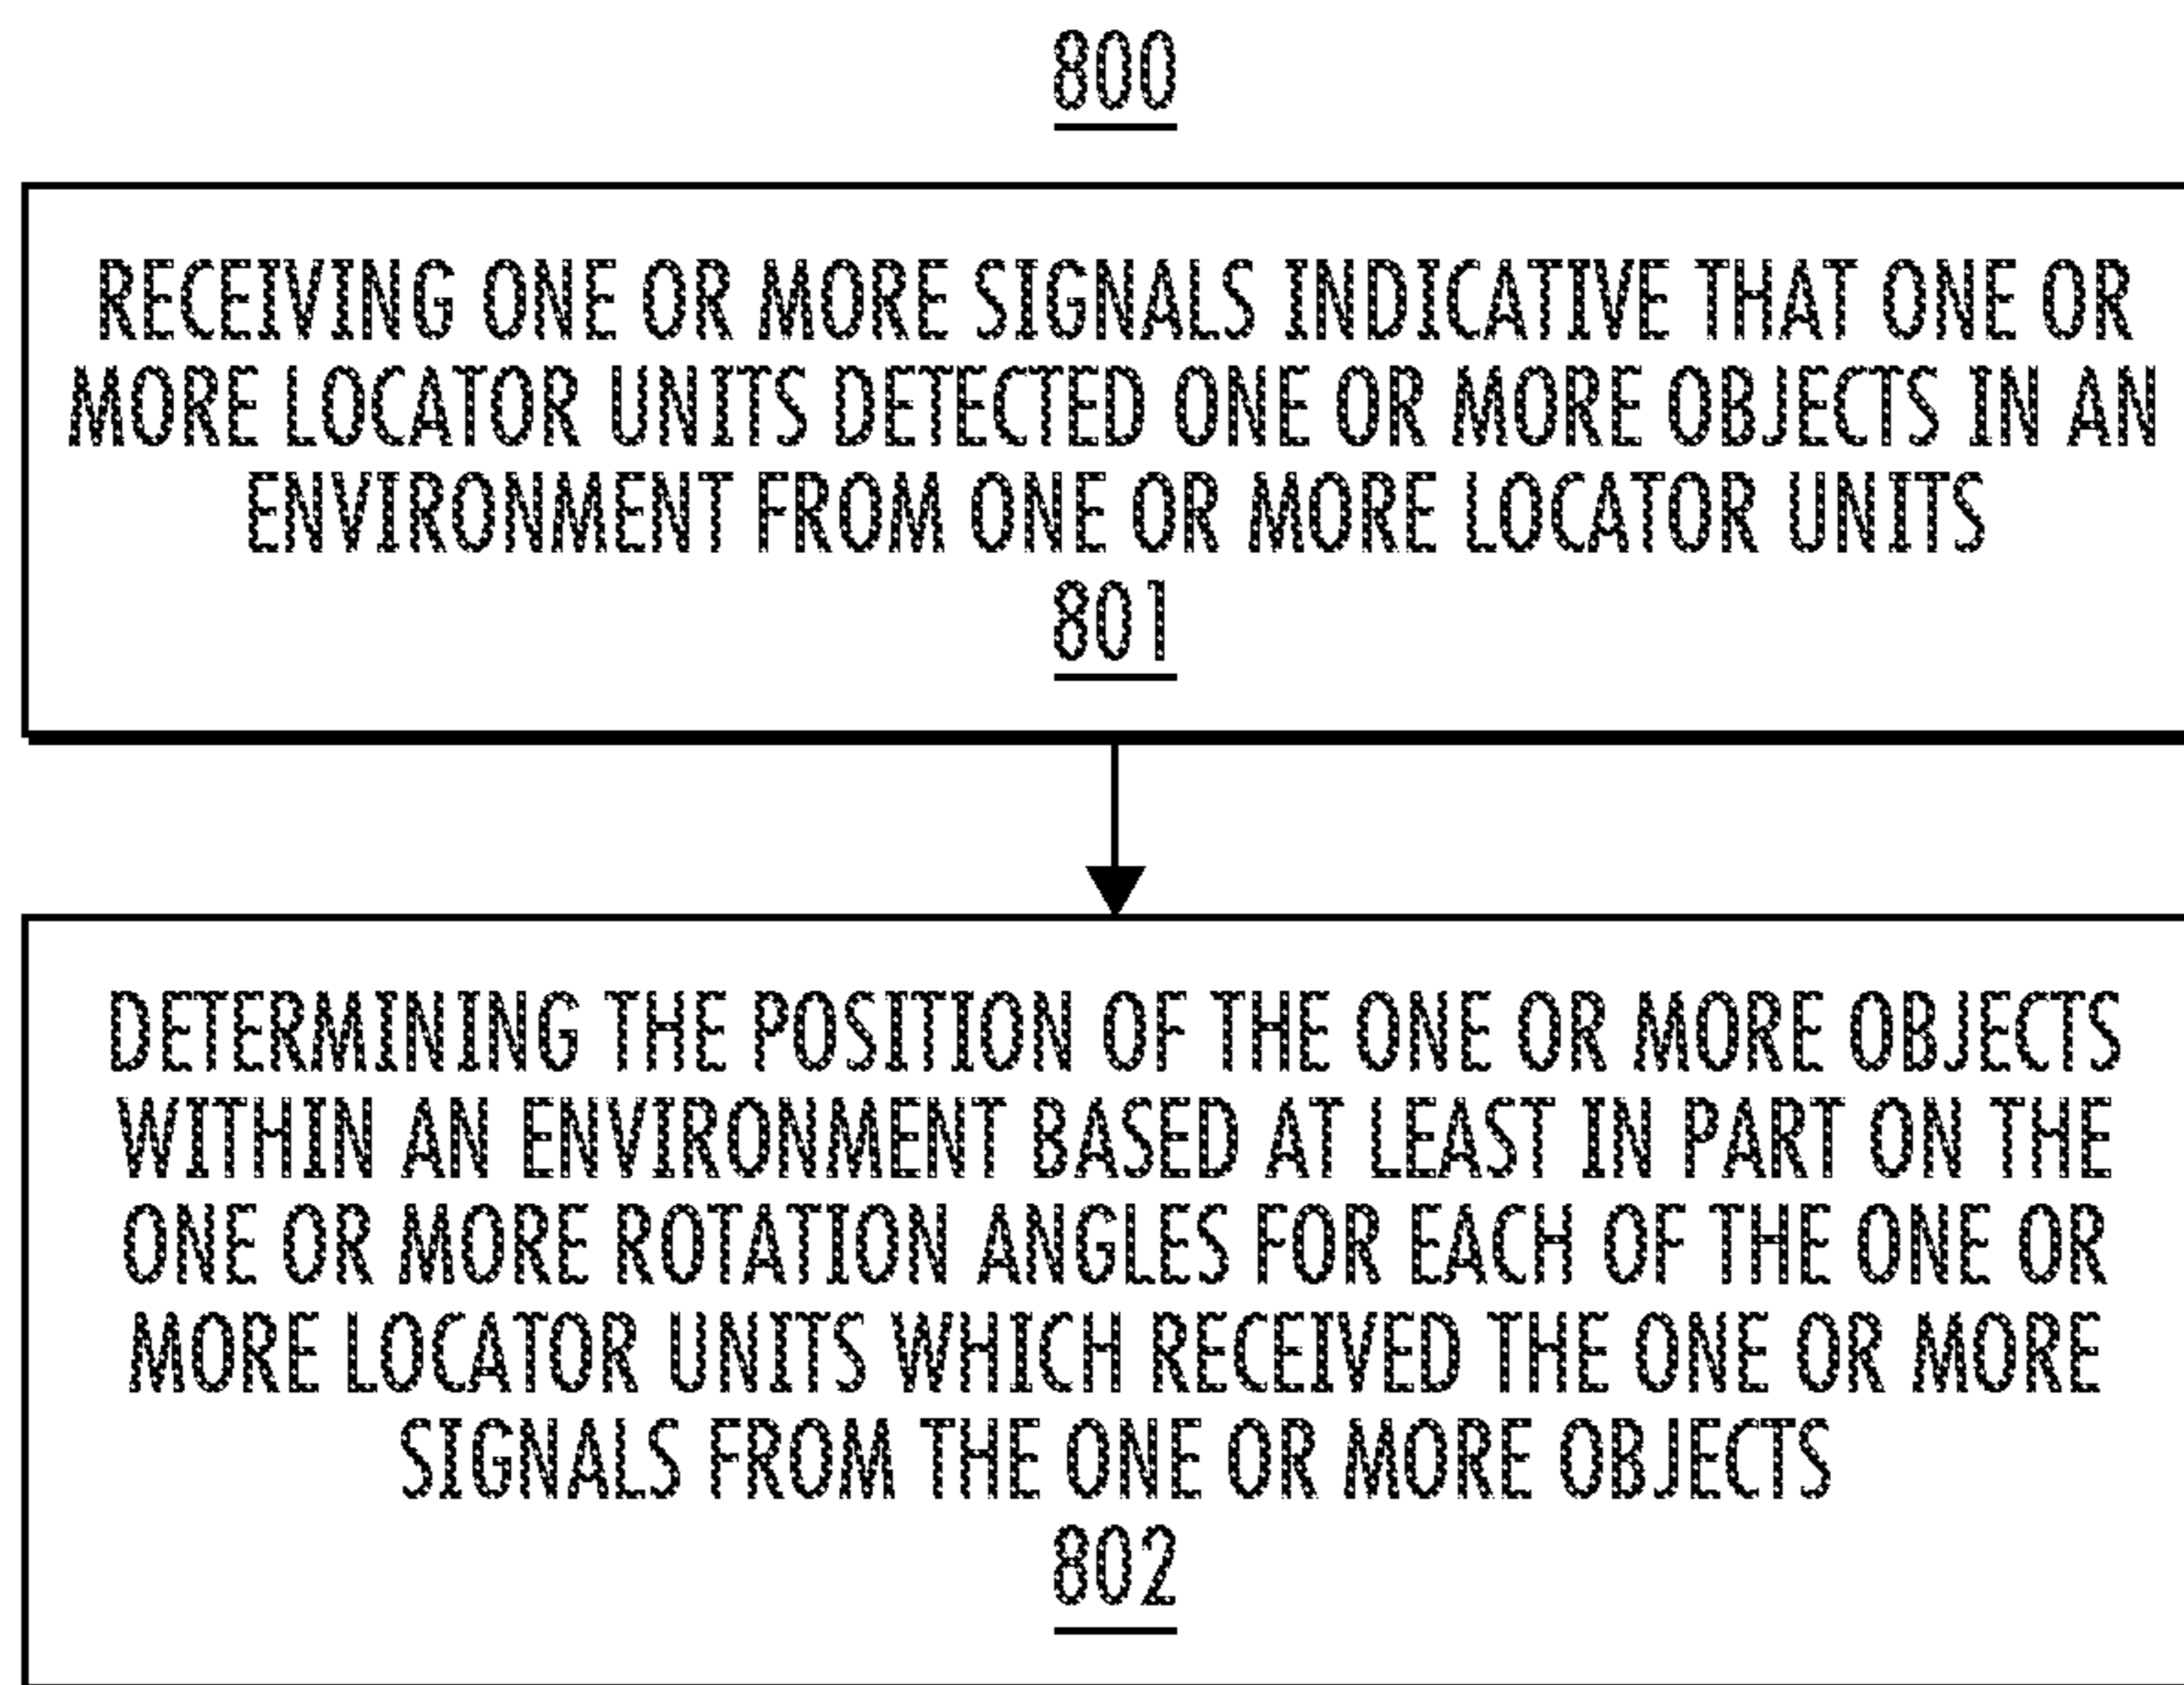 800
RECEIVING ONE OR MORE SIGNALS INDICATIVE THAT ONE OR
MORE LOCATOR UNITS DETECTED ONE OR MORE OBJECTS IN AN
ENVIRONMENT FROM ONE OR MORE LOCATOR UNITS
801
DETERMINING THE POSITION OF THE ONE OR MORE OBJECTS
WITHIN AN ENVIRONMENT BASED AT LEAST IN PART ON THE
ONE OR MORE ROTATION ANGLES FOR EACH OF THE ONE OR
MORE LOCATOR UNITS WHICH RECEIVED THE ONE OR MORE
SIGNALS FROM THE ONE OR MORE OBJECTS
802